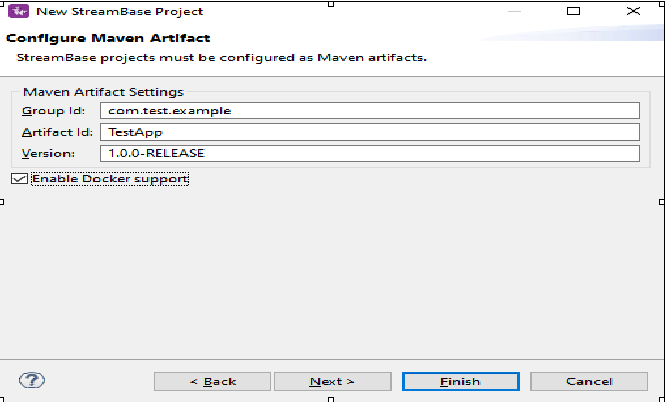 New StreamBase Project
Configure Maven Artifact
StreamBase projects must be configured as Maven artifacts.
Maven Artifact Settings
Group Id: com.test.example
Artifact Id: TestApp
Version: 1.0.0-RELEASE
Enable Docker support
? < Back Next > Finish Cancel